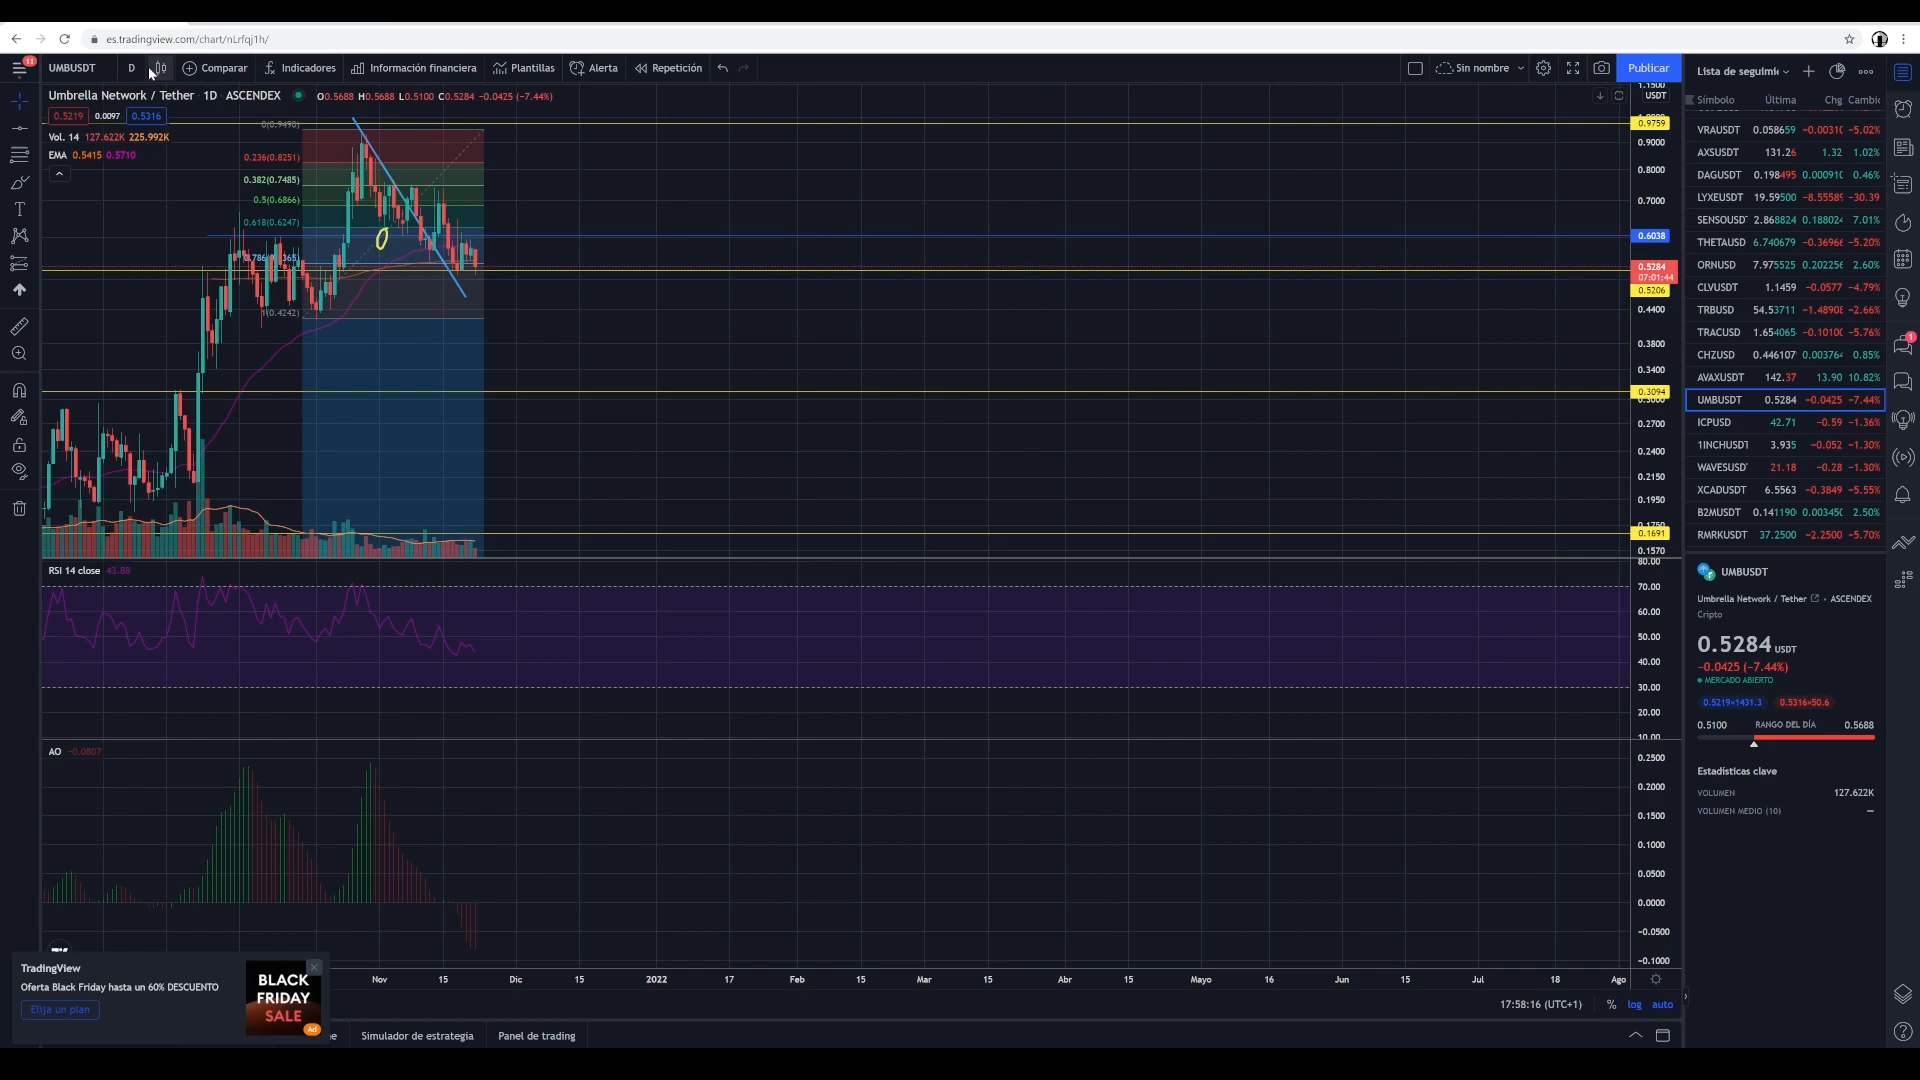 es.tradingview.com/chart/nLrfqj1h/
11
UMBUSDT D Comparar Indicadores Información financiera Plantillas Alerta Repetición Sin nombre Publicar
Umbrella Network / Tether · 1D · ASCENDEX O0.5688 H0.5688 L0.5100 C0.5284 −0.0425 (−7.44%)
0.5219 0.0097 0.5316
Vol. 14 127.622K 225.992K
EMA 0.5415 0.5710
0(0.9490)
0.236(0.8251)
0.382(0.7485)
0.5(0.6866)
0.618(0.6247)
1(0.4242)
1.1500
USDT
0.9759
0.9000
0.8000
0.7000
0.6038
0.5284
07:01:44
0.5206
0.4400
0.3800
0.3400
0.3094
0.3000
0.2700
0.2400
0.2150
0.1950
0.1750
0.1691
0.1570
RSI 14 close 43.88
80.00
70.00
60.00
50.00
40.00
30.00
20.00
10.00
AO −0.0807
0.2500
0.2000
0.1500
0.1000
0.0500
0.0000
−0.0500
−0.1000
Nov 15 Dic 15 2022 17 Feb 15 Mar 15 Abr 15 Mayo 16 Jun 15 Jul 18 Ago
17:58:16 (UTC+1) % log auto
TradingView
Oferta Black Friday hasta un 60% DESCUENTO
Elija un plan
BLACK
FRIDAY
SALE
Ad
Simulador de estrategia Panel de trading
Lista de seguimie
Símbolo Última Chg Cambio
VRAUSDT 0.058659 −0.00310 −5.02%
AXSUSDT 131.26 1.32 1.02%
DAGUSDT 0.198495 0.000910 0.46%
LYXEUSDT 19.59500 −8.55589 −30.39
SENSOUSDT 2.868824 0.188024 7.01%
THETAUSD 6.740679 −0.36966 −5.20%
ORNUSD 7.975525 0.202256 2.60%
CLVUSDT 1.1459 −0.0577 −4.79%
TRBUSD 54.53711 −1.48908 −2.66%
TRACUSD 1.654065 −0.10100 −5.76%
CHZUSD 0.446107 0.003764 0.85%
AVAXUSDT 142.37 13.90 10.82%
UMBUSDT 0.5284 −0.0425 −7.44%
ICPUSD 42.71 −0.59 −1.36%
1INCHUSDT 3.935 −0.052 −1.30%
WAVESUSD 21.18 −0.28 −1.30%
XCADUSDT 6.5563 −0.3849 −5.55%
B2MUSDT 0.141190 0.003450 2.50%
RMRKUSDT 37.2500 −2.2500 −5.70%
1
UMBUSDT
Umbrella Network / Tether · ASCENDEX
Cripto
0.5284 USDT
−0.0425 (−7.44%)
MERCADO ABIERTO
0.5219×1431.3 0.5316×50.6
0.5100 RANGO DEL DÍA 0.5688
Estadísticas clave
VOLUMEN 127.622K
VOLUMEN MEDIO (10) —